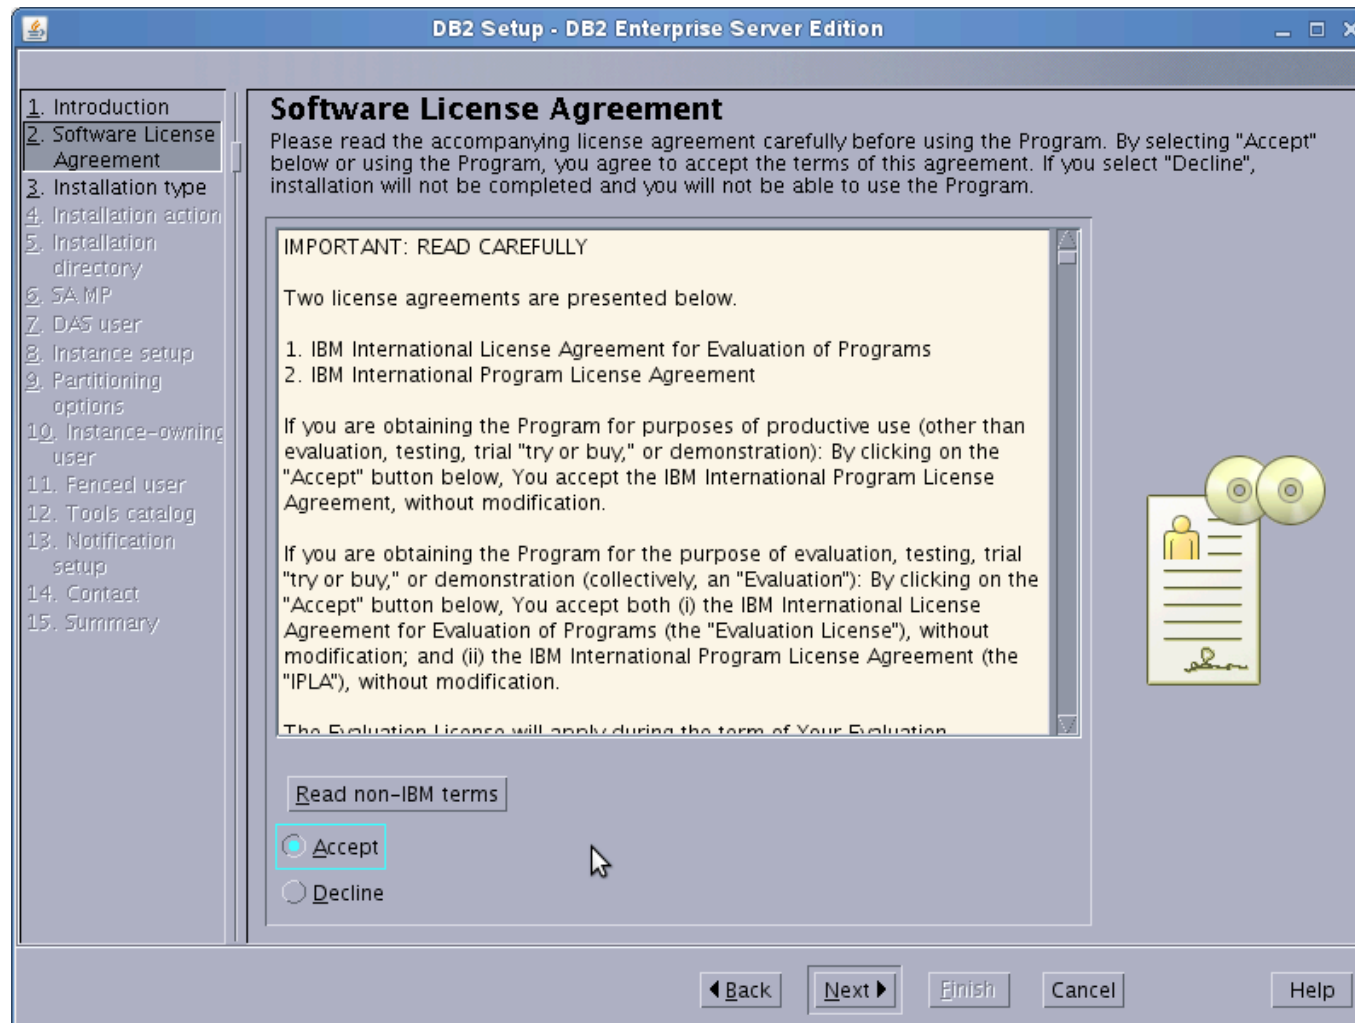 DB2 Setup - DB2 Enterprise Server Edition
1. Introduction
2. Software License
Agreement
3. Installation type
4. Installation action
5. Installation
directory
6. SA MP
7. DAS user
8. Instance setup
9. Partitioning
options
10. Instance-owning
user
11. Fenced user
12. Tools catalog
13. Notification
setup
14. Contact
15. Summary
Software License Agreement
Please read the accompanying license agreement carefully before using the Program. By selecting "Accept"
below or using the Program, you agree to accept the terms of this agreement. If you select "Decline",
installation will not be completed and you will not be able to use the Program.
IMPORTANT: READ CAREFULLY
Two license agreements are presented below.
1. IBM International License Agreement for Evaluation of Programs
2. IBM International Program License Agreement
If you are obtaining the Program for purposes of productive use (other than
evaluation, testing, trial "try or buy," or demonstration): By clicking on the
"Accept" button below, You accept the IBM International Program License
Agreement, without modification.
If you are obtaining the Program for the purpose of evaluation, testing, trial
"try or buy," or demonstration (collectively, an "Evaluation"): By clicking on the
"Accept" button below, You accept both (i) the IBM International License
Agreement for Evaluation of Programs (the "Evaluation License"), without
modification; and (ii) the IBM International Program License Agreement (the
"IPLA"), without modification.
The Evaluation License will apply during the term of Your Evaluation
Read non-IBM terms
Accept
Decline
Back Next Finish Cancel Help